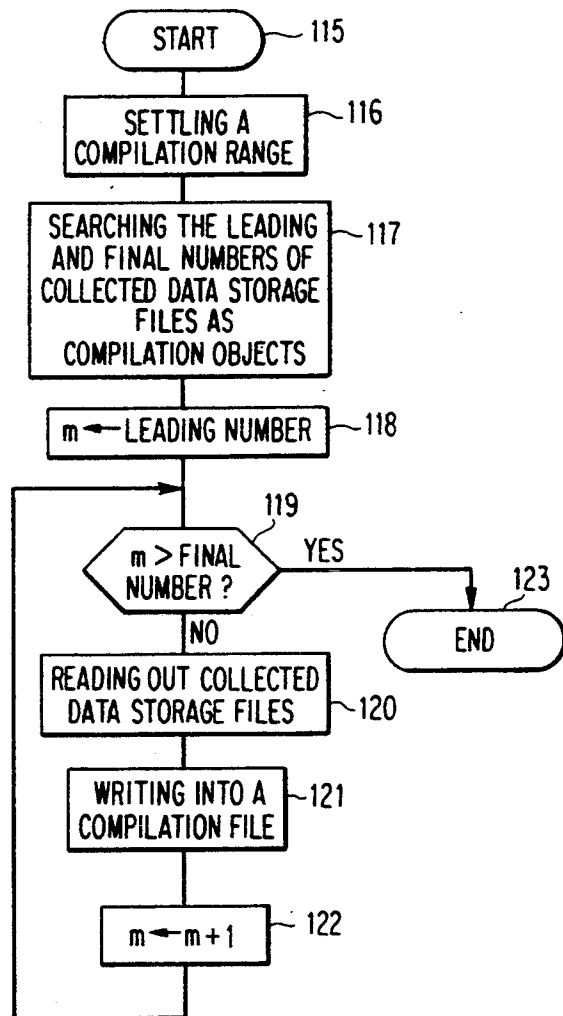 START
115
SETTLING A
COMPILATION RANGE
116
SEARCHING THE LEADING
AND FINAL NUMBERS OF
COLLECTED DATA STORAGE
FILES AS
COMPILATION OBJECTS
117
m ← LEADING NUMBER
118
m > FINAL
NUMBER ?
119
YES
NO
END
123
READING OUT COLLECTED
DATA STORAGE FILES
120
WRITING INTO A
COMPILATION FILE
121
m ← m + 1
122